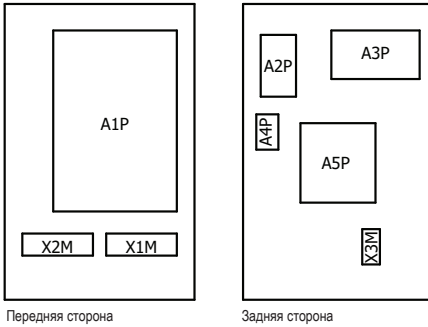 A1P
X2M X1M
Передняя сторона
A2P
A3P
A4P
A5P
X3M
Задняя сторона